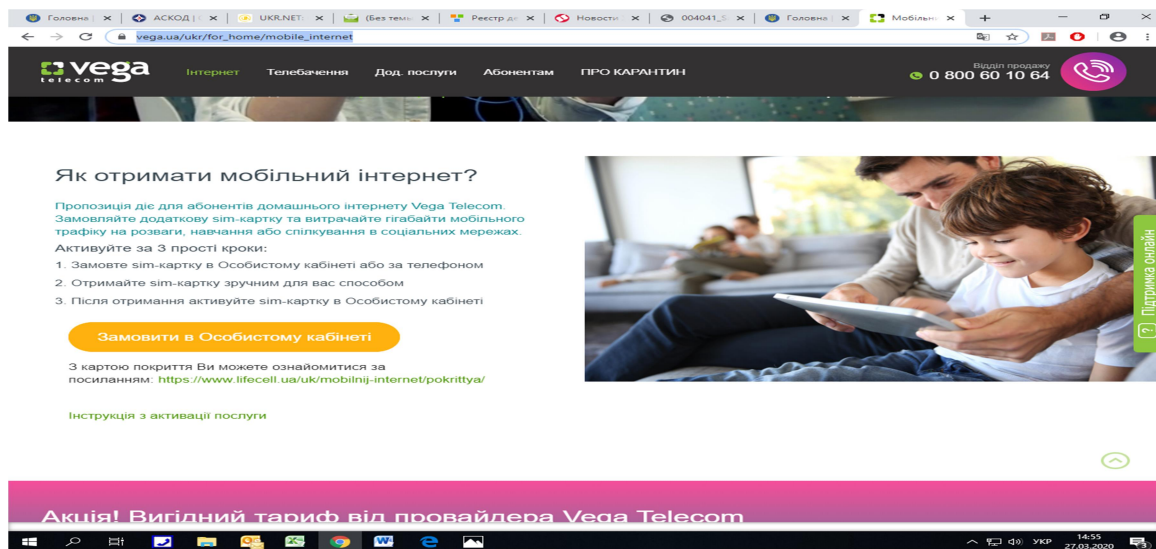 Головна
АСКОД |
UKR.NET:
(Без теми
Реєстр
Новости
004041_S
Головна
Мобільн
vega.ua/ukr/for_home/mobile_internet
vega
telecom
Інтернет
Телебачення
Дод. послуги
Абонентам
ПРО КАРАНТИН
Відділ продажу
0 800 60 10 64
Як отримати мобільний інтернет?
Пропозиція діє для абонентів домашнього інтернету Vega Telecom.
Замовляйте додаткову sim-картку та витрачайте гігабайти мобільного
трафіку на розваги, навчання або спілкування в соціальних мережах.
Активуйте за 3 прості кроки:
1. Замовте sim-картку в Особистому кабінеті або за телефоном
2. Отримайте sim-картку зручним для вас способом
3. Після отримання активуйте sim-картку в Особистому кабінеті
Замовити в Особистому кабінеті
З картою покриття Ви можете ознайомитися за
посиланням: https://www.lifecell.ua/uk/mobilnij-internet/pokrittya/
Інструкція з активації послуги
? Підтримка онлайн
Акція! Вигідний тариф від провайдера Vega Telecom
УКР
14:55
27.03.2020
3